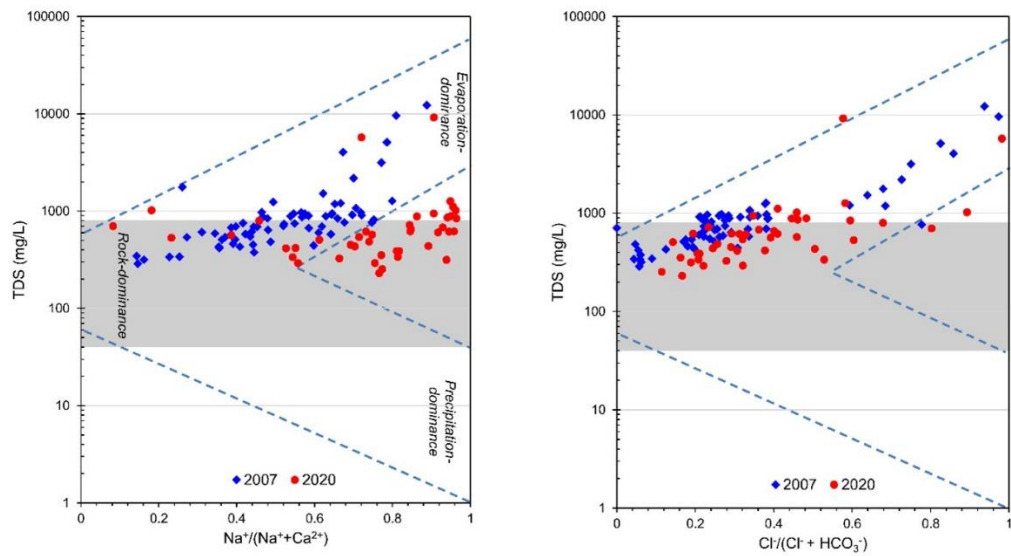 100000
10000
1000
100
10
1
TDS (mg/L)
Rock-dominance
Evaporation-
dominance
Precipitation-
dominance
2007 2020
0 0.2 0.4 0.6 0.8 1
Na⁺/(Na⁺+Ca²⁺)
100000
10000
1000
100
10
1
TDS (mg/L)
2007 2020
0 0.2 0.4 0.6 0.8 1
Cl⁻/(Cl⁻ + HCO₃⁻)